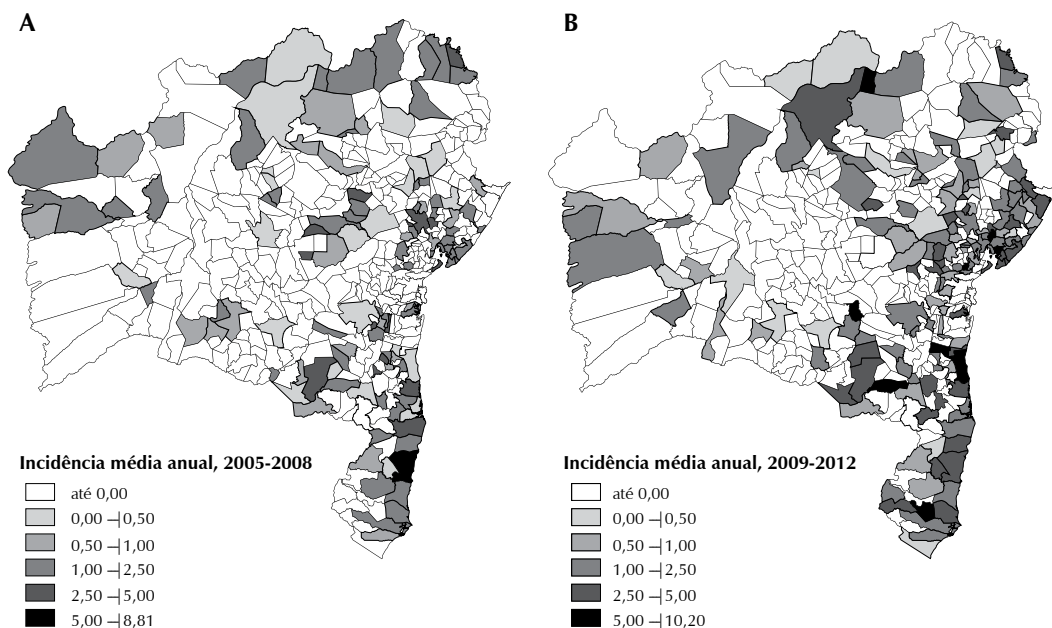 A
B
Incidência média anual, 2005-2008
até 0,00
0,00 ⊣0,50
0,50 ⊣1,00
1,00 ⊣2,50
2,50 ⊣5,00
5,00 ⊣8,81
Incidência média anual, 2009-2012
até 0,00
0,00 ⊣0,50
0,50 ⊣1,00
1,00 ⊣2,50
2,50 ⊣5,00
5,00 ⊣10,20